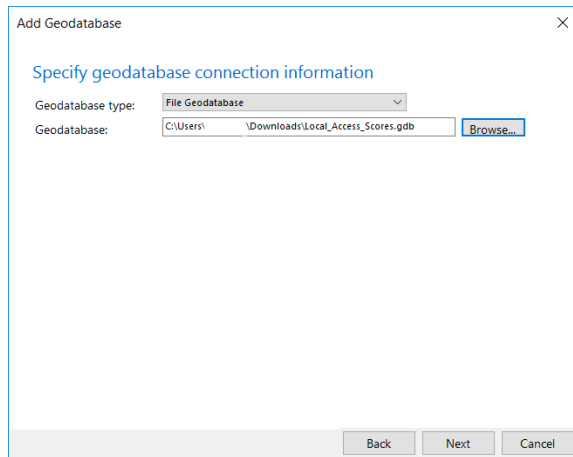 Add Geodatabase
Specify geodatabase connection information
Geodatabase type: File Geodatabase
Geodatabase: C:\Users\ \Downloads\Local_Access_Scores.gdb Browse...
Back Next Cancel